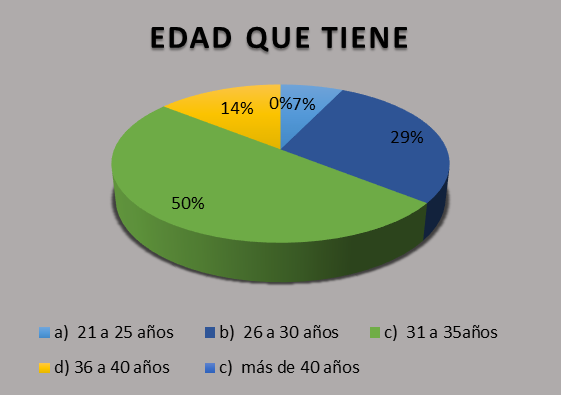 EDAD QUE TIENE
0% 7%
14%
29%
50%
a) 21 a 25 años b) 26 a 30 años c) 31 a 35años
d) 36 a 40 años c) más de 40 años